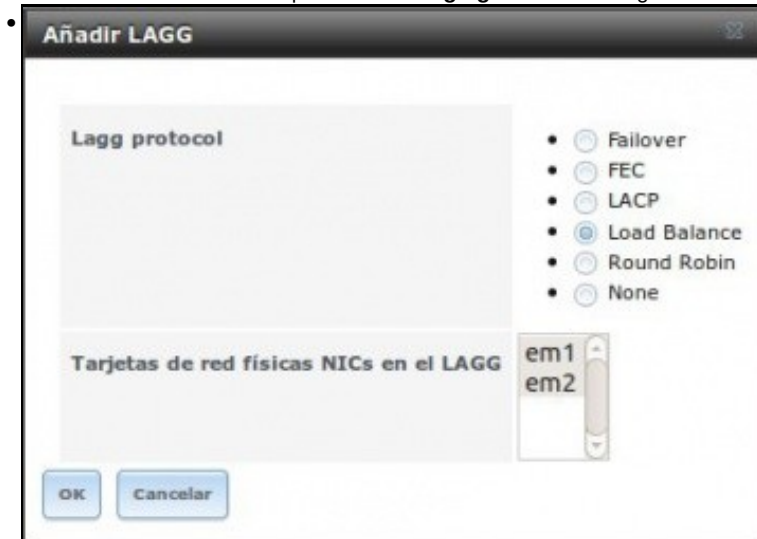 Añadir LAGG
Lagg protocol
Failover
FEC
LACP
Load Balance
Round Robin
None
Tarjetas de red físicas NICs en el LAGG
em1
em2
OK
Cancelar